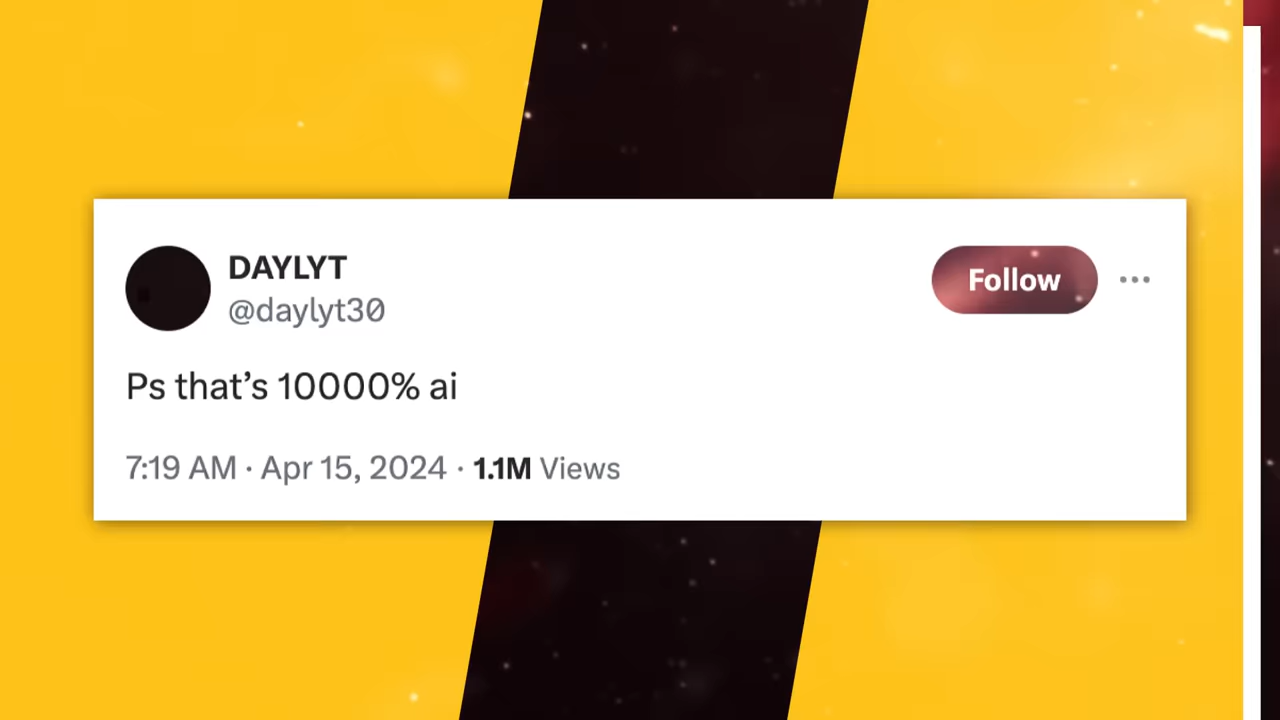 DAYLYT
@daylyt30
Follow
Ps that’s 10000% ai
7:19 AM · Apr 15, 2024 · 1.1M Views